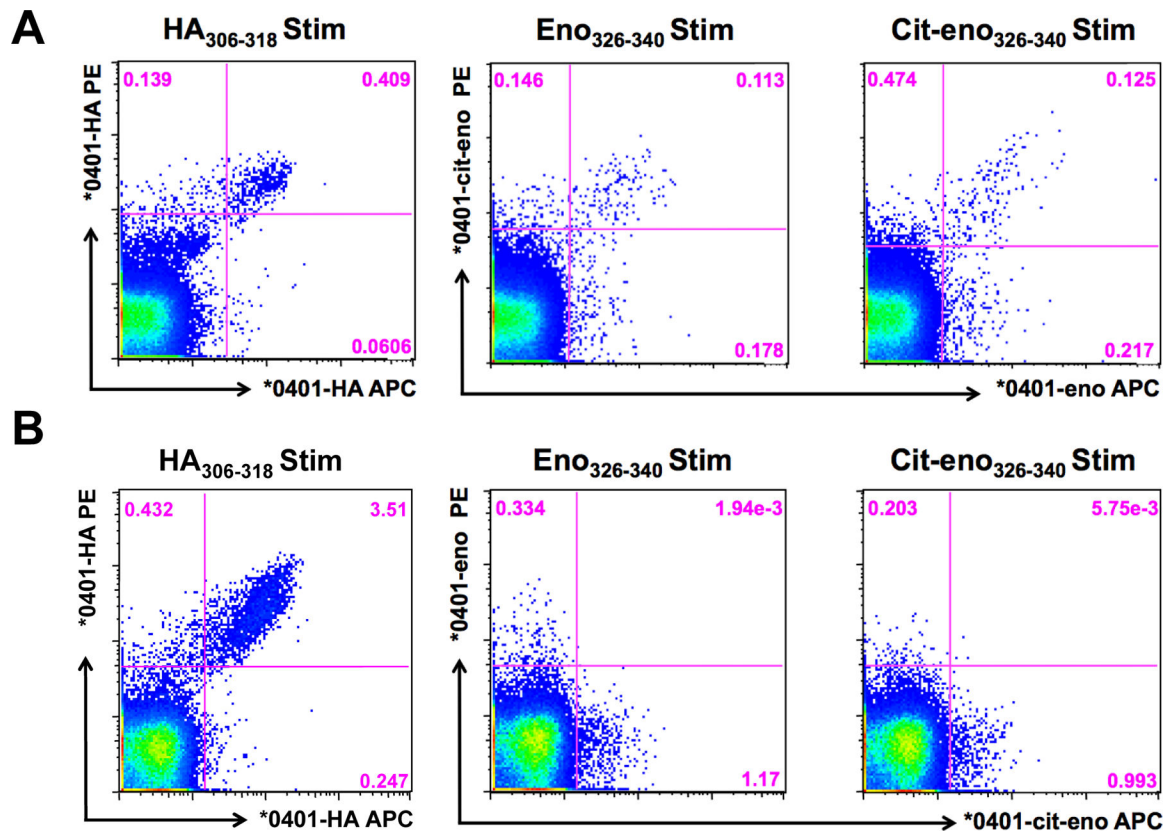 A
HA306-318 Stim
Eno326-340 Stim
Cit-eno326-340 Stim
*0401-HA PE
0.139
0.409
0.0606
*0401-HA APC
*0401-cit-eno PE
0.146
0.113
0.178
0.474
0.125
0.217
*0401-eno APC
B
HA306-318 Stim
Eno326-340 Stim
Cit-eno326-340 Stim
*0401-HA PE
0.432
3.51
0.247
*0401-HA APC
*0401-eno PE
0.334
1.94e-3
1.17
0.203
5.75e-3
0.993
*0401-cit-eno APC